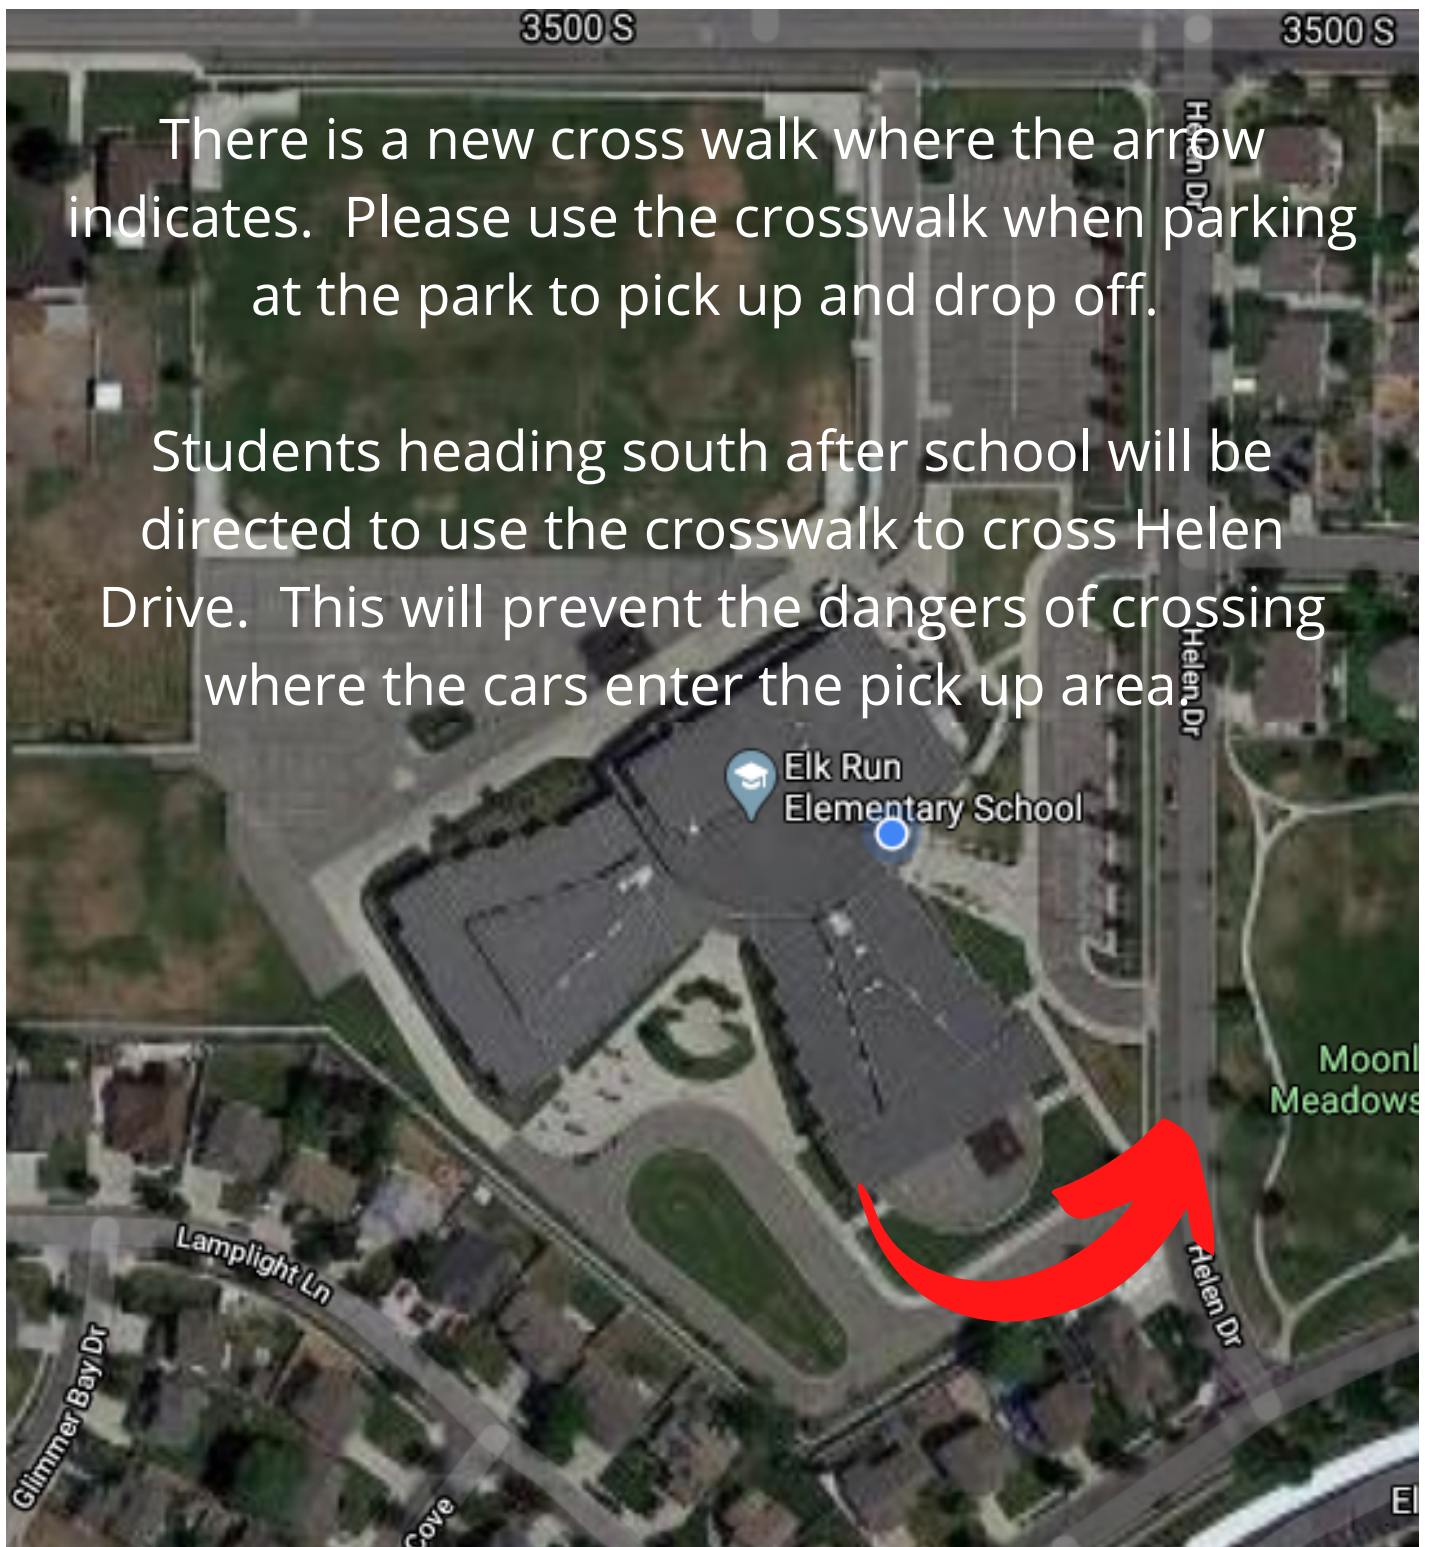 3500 S
3500 S
Helen Dr
There is a new cross walk where the arrow
indicates.  Please use the crosswalk when parking
at the park to pick up and drop off.
Students heading south after school will be
directed to use the crosswalk to cross Helen
Drive.  This will prevent the dangers of crossing
where the cars enter the pick up area.
Helen Dr
Elk Run
Elementary School
Moonl
Meadows
Helen Dr
Lamplight Ln
Glimmer Bay Dr
Cove
El